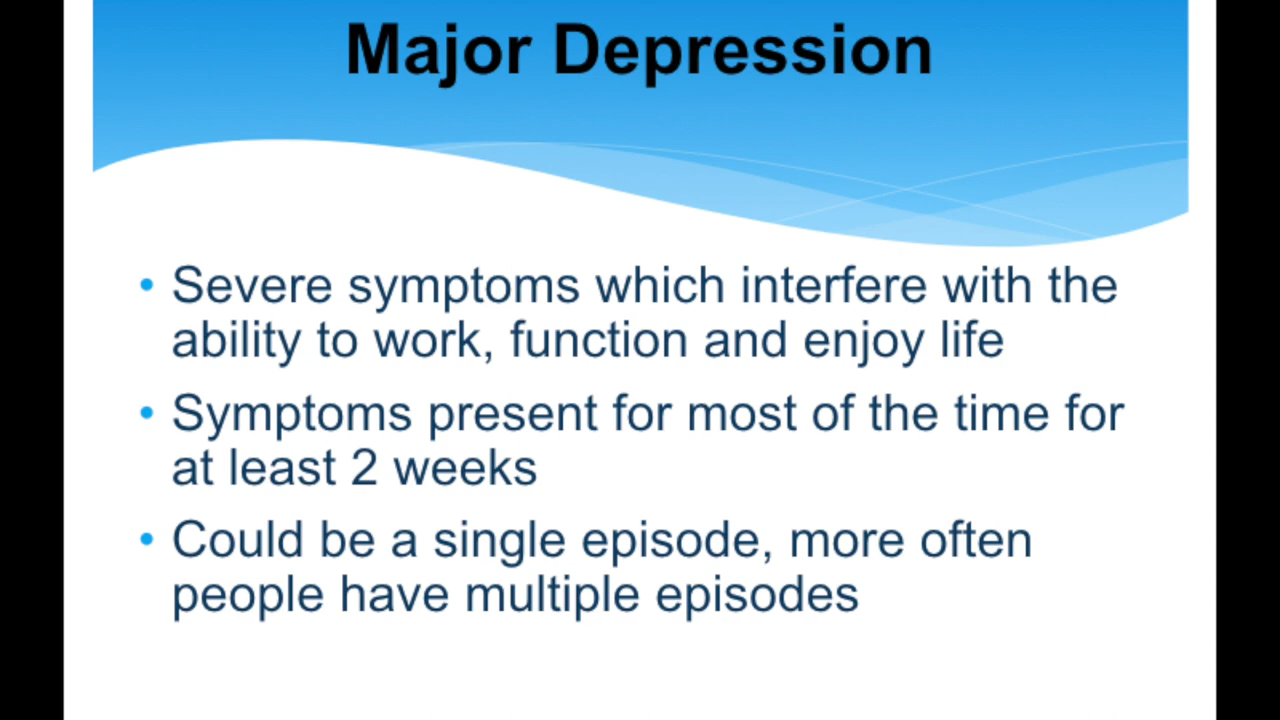 Major Depression
• Severe symptoms which interfere with the
ability to work, function and enjoy life
• Symptoms present for most of the time for
at least 2 weeks
• Could be a single episode, more often
people have multiple episodes